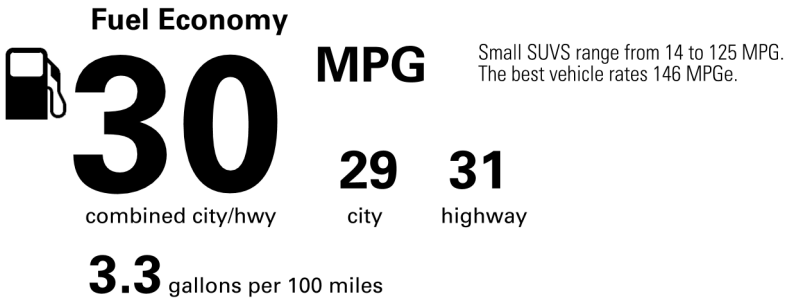 Fuel Economy
30
MPG
Small SUVS range from 14 to 125 MPG.
The best vehicle rates 146 MPGe.
combined city/hwy
29
city
31
highway
3.3 gallons per 100 miles